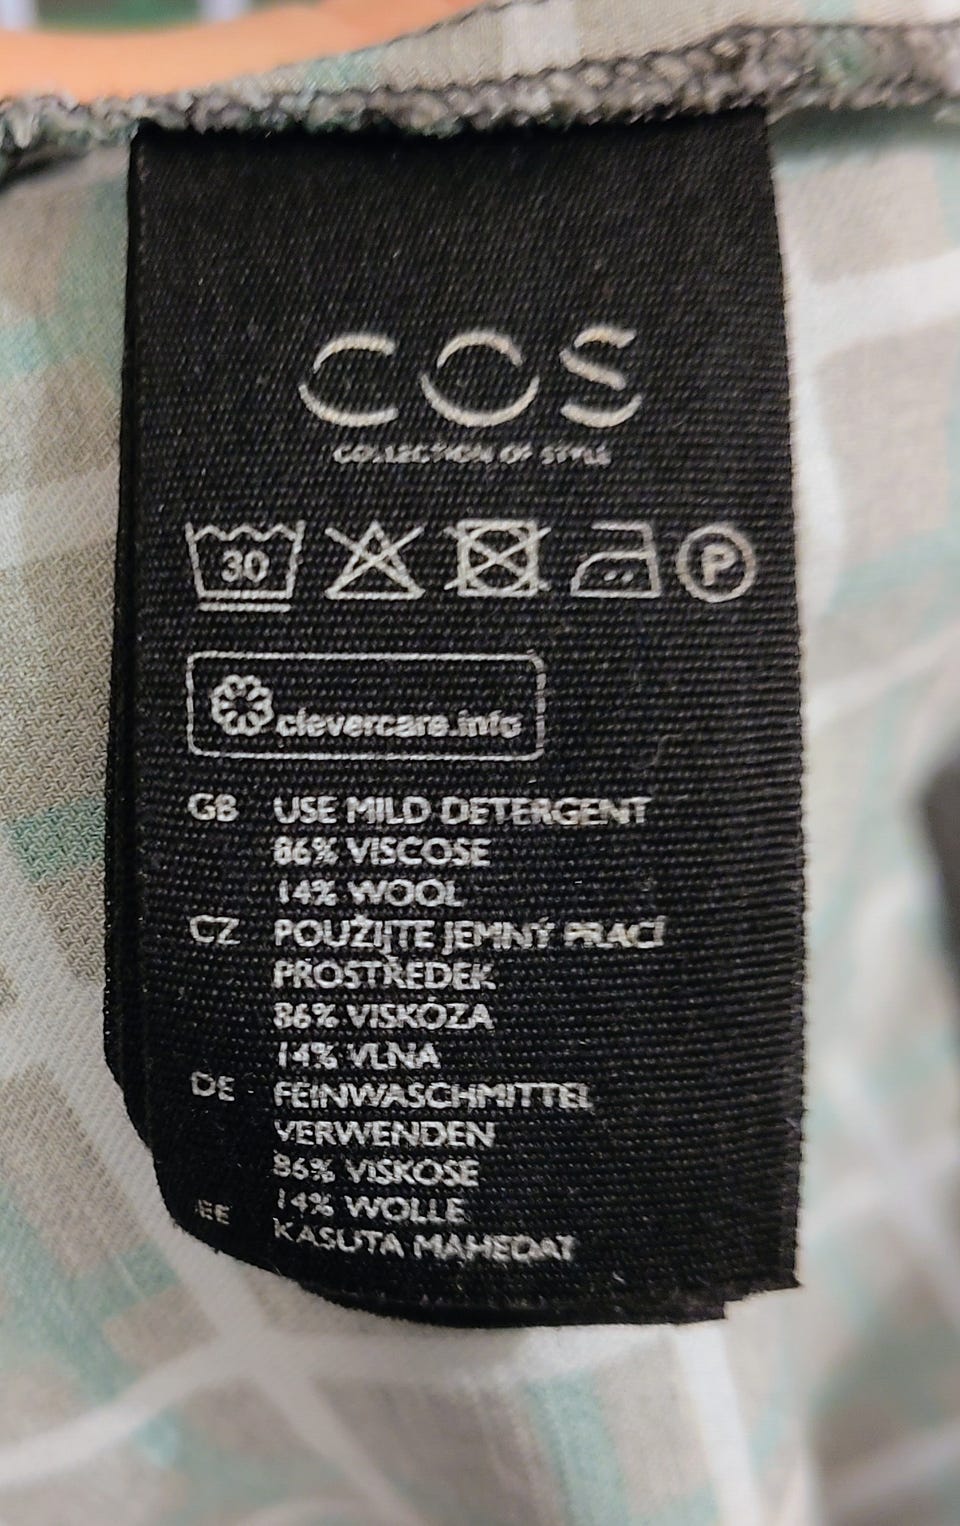 COS
COLLECTION OF STYLE
30
P
clevercare.info
GB USE MILD DETERGENT
86% VISCOSE
14% WOOL
CZ POUŽIJTE JEMNÝ PRACÍ
PROSTŘEDEK
86% VISKÓZA
14% VLNA
DE FEINWASCHMITTEL
VERWENDEN
86% VISKOSE
14% WOLLE
EE KASUTA MAHEDAT